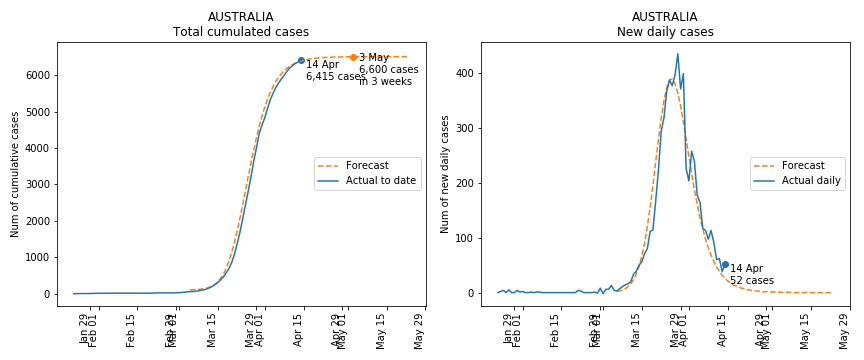 AUSTRALIA
Total cumulated cases
Num of cumulative cases
6000
5000
4000
3000
2000
1000
0
14 Apr
6,415 cases
3 May
6,600 cases
in 3 weeks
Forecast
Actual to date
Jan 29
Feb 01
Feb 15
Feb 29
Mar 01
Mar 15
Mar 29
Apr 01
Apr 15
Apr 29
May 01
May 15
May 29
AUSTRALIA
New daily cases
Num of new daily cases
400
300
200
100
0
Forecast
Actual daily
14 Apr
52 cases
Jan 29
Feb 01
Feb 15
Feb 29
Mar 01
Mar 15
Mar 29
Apr 01
Apr 15
Apr 29
May 01
May 15
May 29